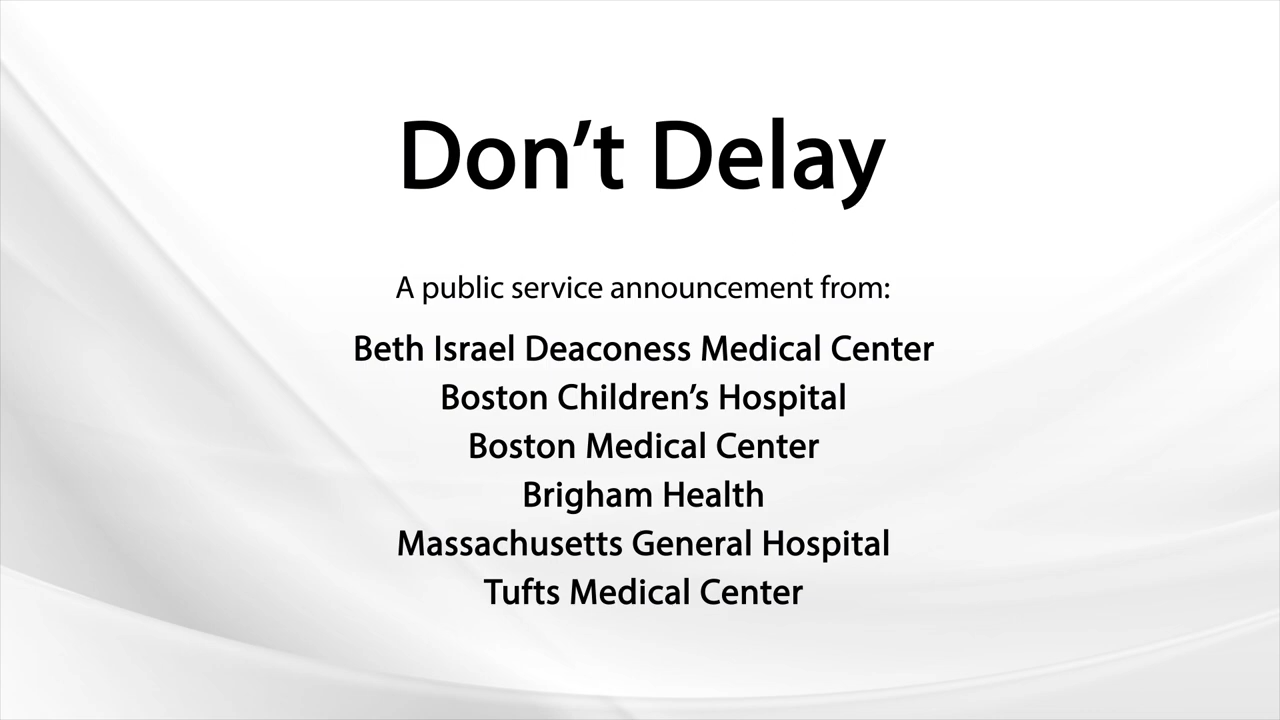 Don’t Delay
A public service announcement from:
Beth Israel Deaconess Medical Center
Boston Children’s Hospital
Boston Medical Center
Brigham Health
Massachusetts General Hospital
Tufts Medical Center